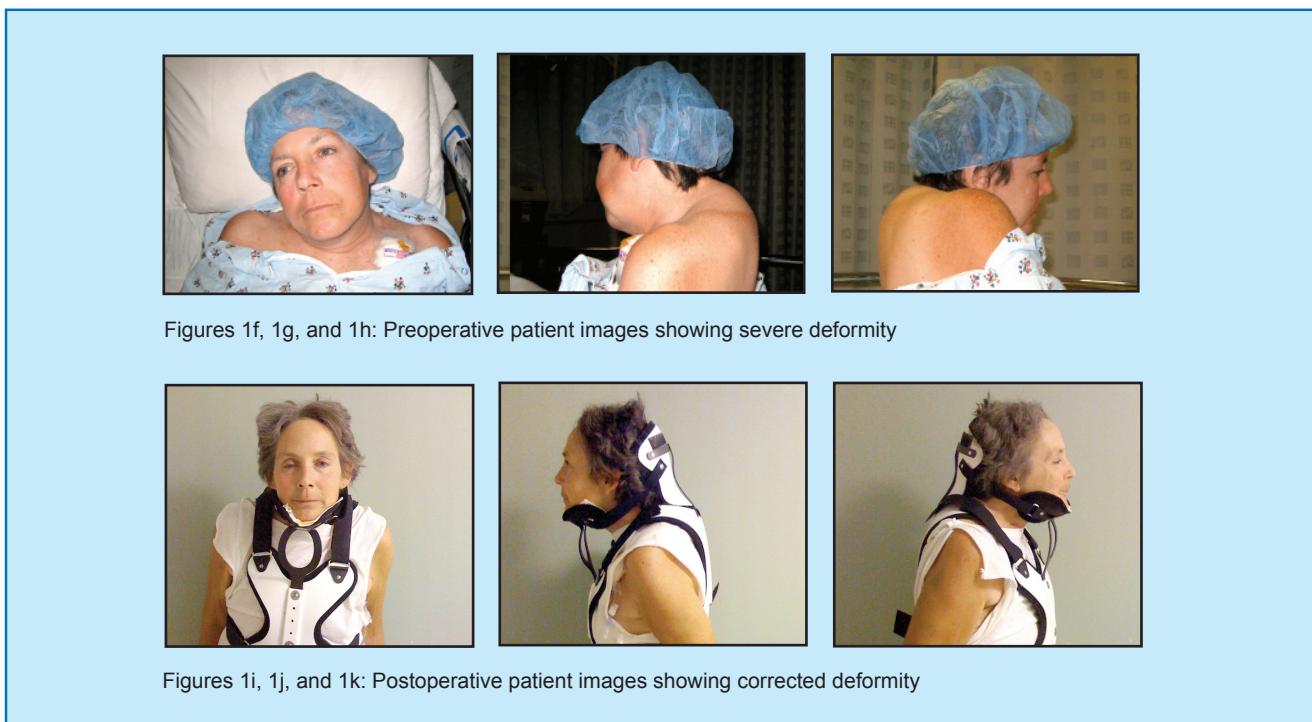 Figures 1f, 1g, and 1h: Preoperative patient images showing severe deformity
Figures 1i, 1j, and 1k: Postoperative patient images showing corrected deformity